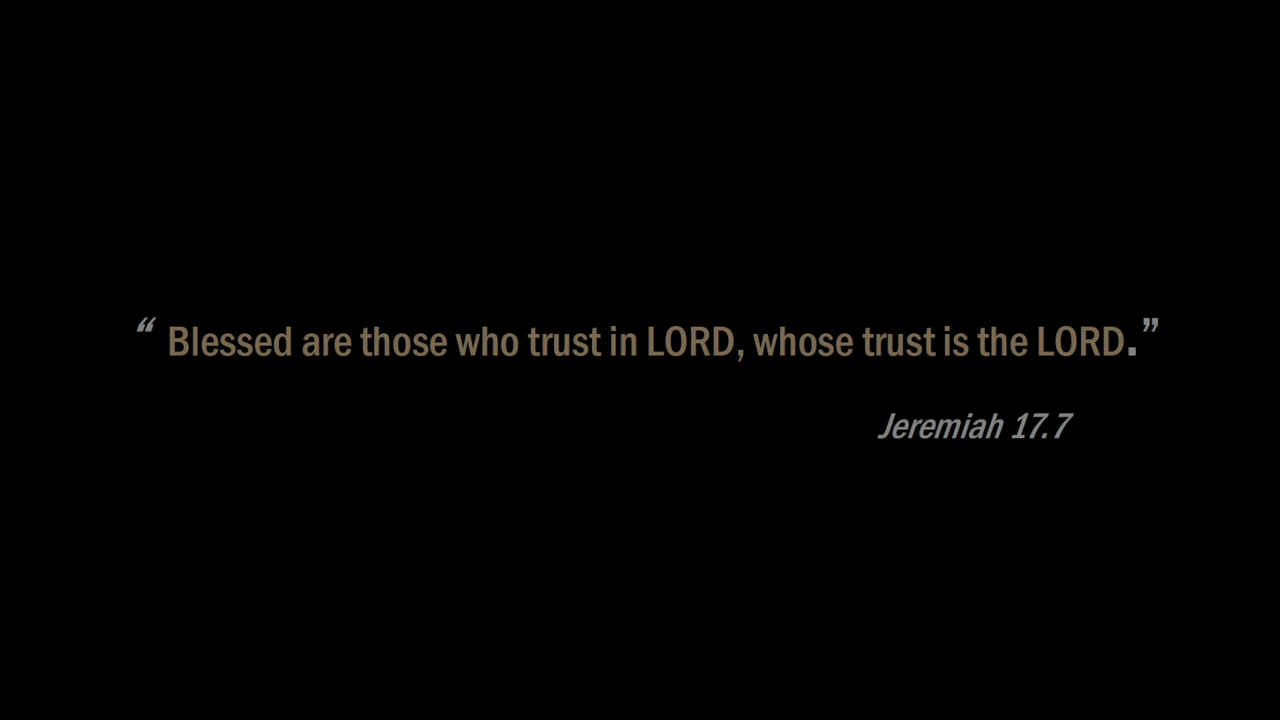 “ Blessed are those who trust in LORD, whose trust is the LORD.”
Jeremiah 17.7